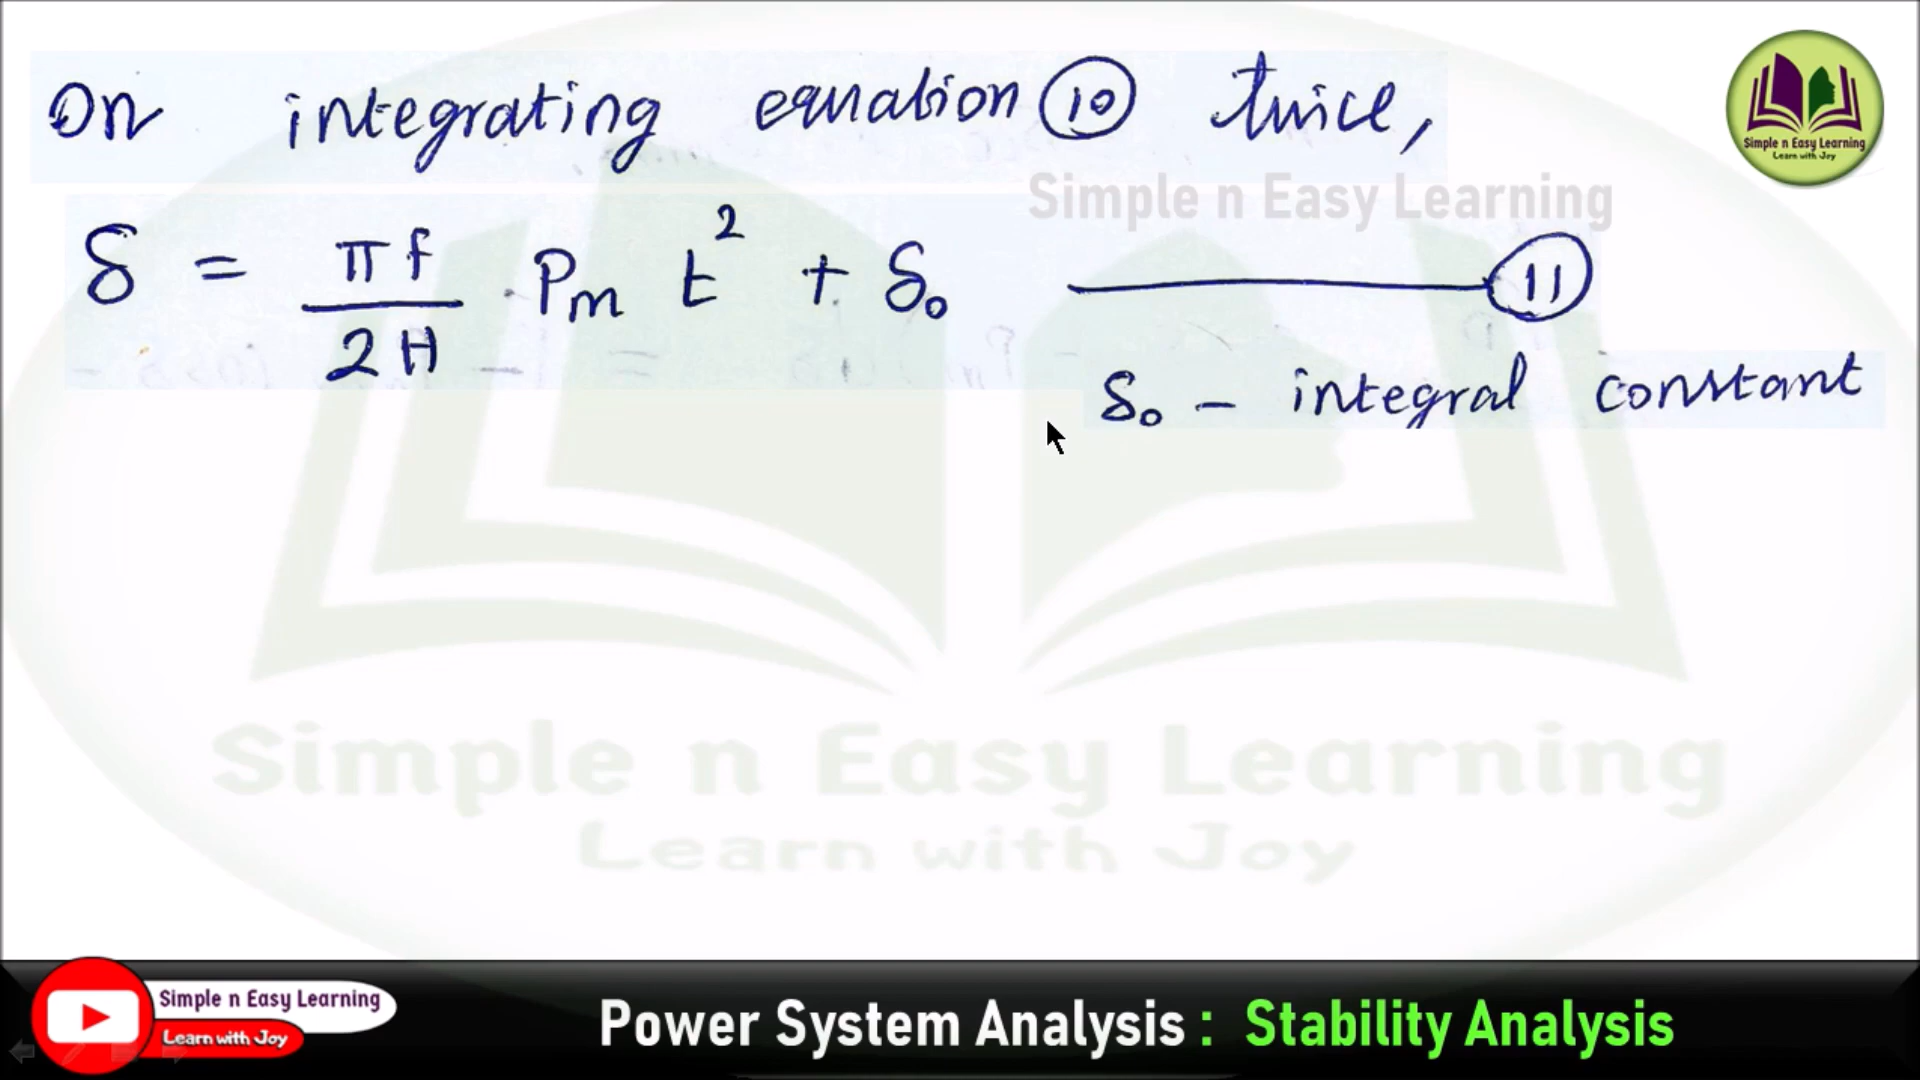 On integrating equation ⑩ twice,
Simple n Easy Learning
Learn with Joy
Simple n Easy Learning
δ = πf / 2H · Pm t² + δ₀ ⑪
δ₀ - integral constant
Simple n Easy Learning
Learn with Joy
Simple n Easy Learning
Learn with Joy
Power System Analysis : Stability Analysis